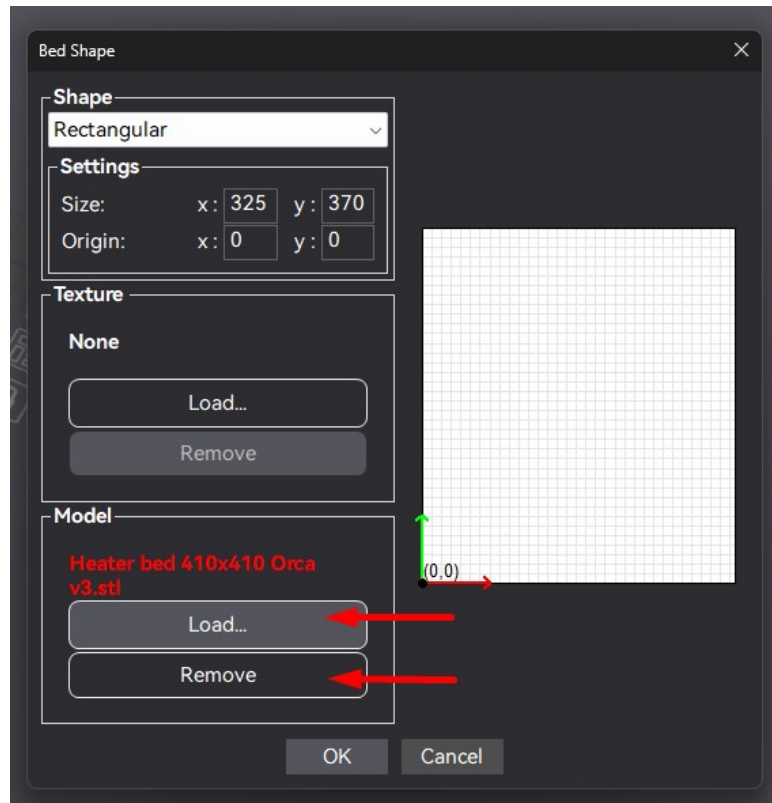 Bed Shape
Shape
Rectangular
Settings
Size: x: 325 y: 370
Origin: x: 0 y: 0
Texture
None
Load...
Remove
Model
Heater bed 410x410 Orca
v3.stl
Load...
Remove
(0,0)
OK Cancel